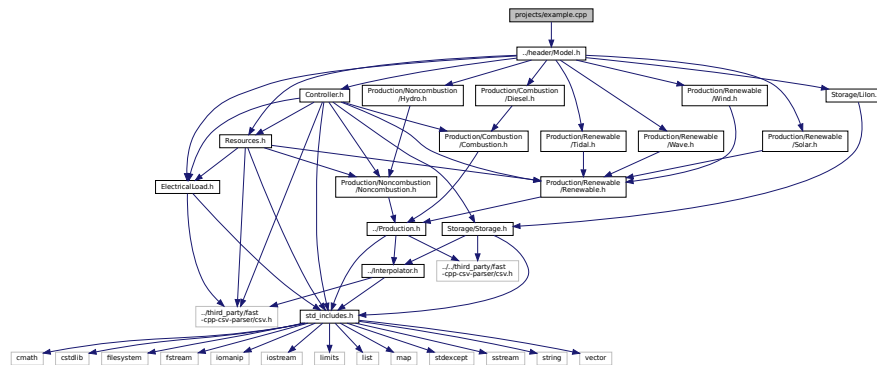 projects/example.cpp
../header/Model.h
Controller.h
Production/Noncombustion
/Hydro.h
Production/Combustion
/Diesel.h
Production/Renewable
/Wind.h
Storage/LiIon.
Resources.h
Production/Combustion
/Combustion.h
Production/Renewable
/Tidal.h
Production/Renewable
/Wave.h
Production/Renewable
/Solar.h
ElectricalLoad.h
Production/Noncombustion
/Noncombustion.h
Production/Renewable
/Renewable.h
../Production.h
Storage/Storage.h
../Interpolator.h
../../third_party/fast
-cpp-csv-parser/csv.h
../third_party/fast
-cpp-csv-parser/csv.h
std_includes.h
cmath
cstdlib
filesystem
fstream
iomanip
iostream
limits
list
map
stdexcept
sstream
string
vector